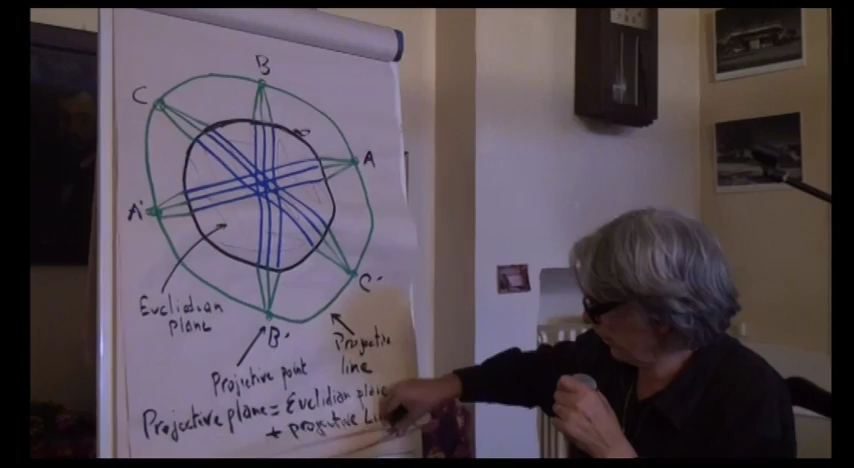 B
C
A
A'
C'
Euclidian
plane
B'
Projective
line
Projective point
Projective plane = Euclidian plane
+ projective